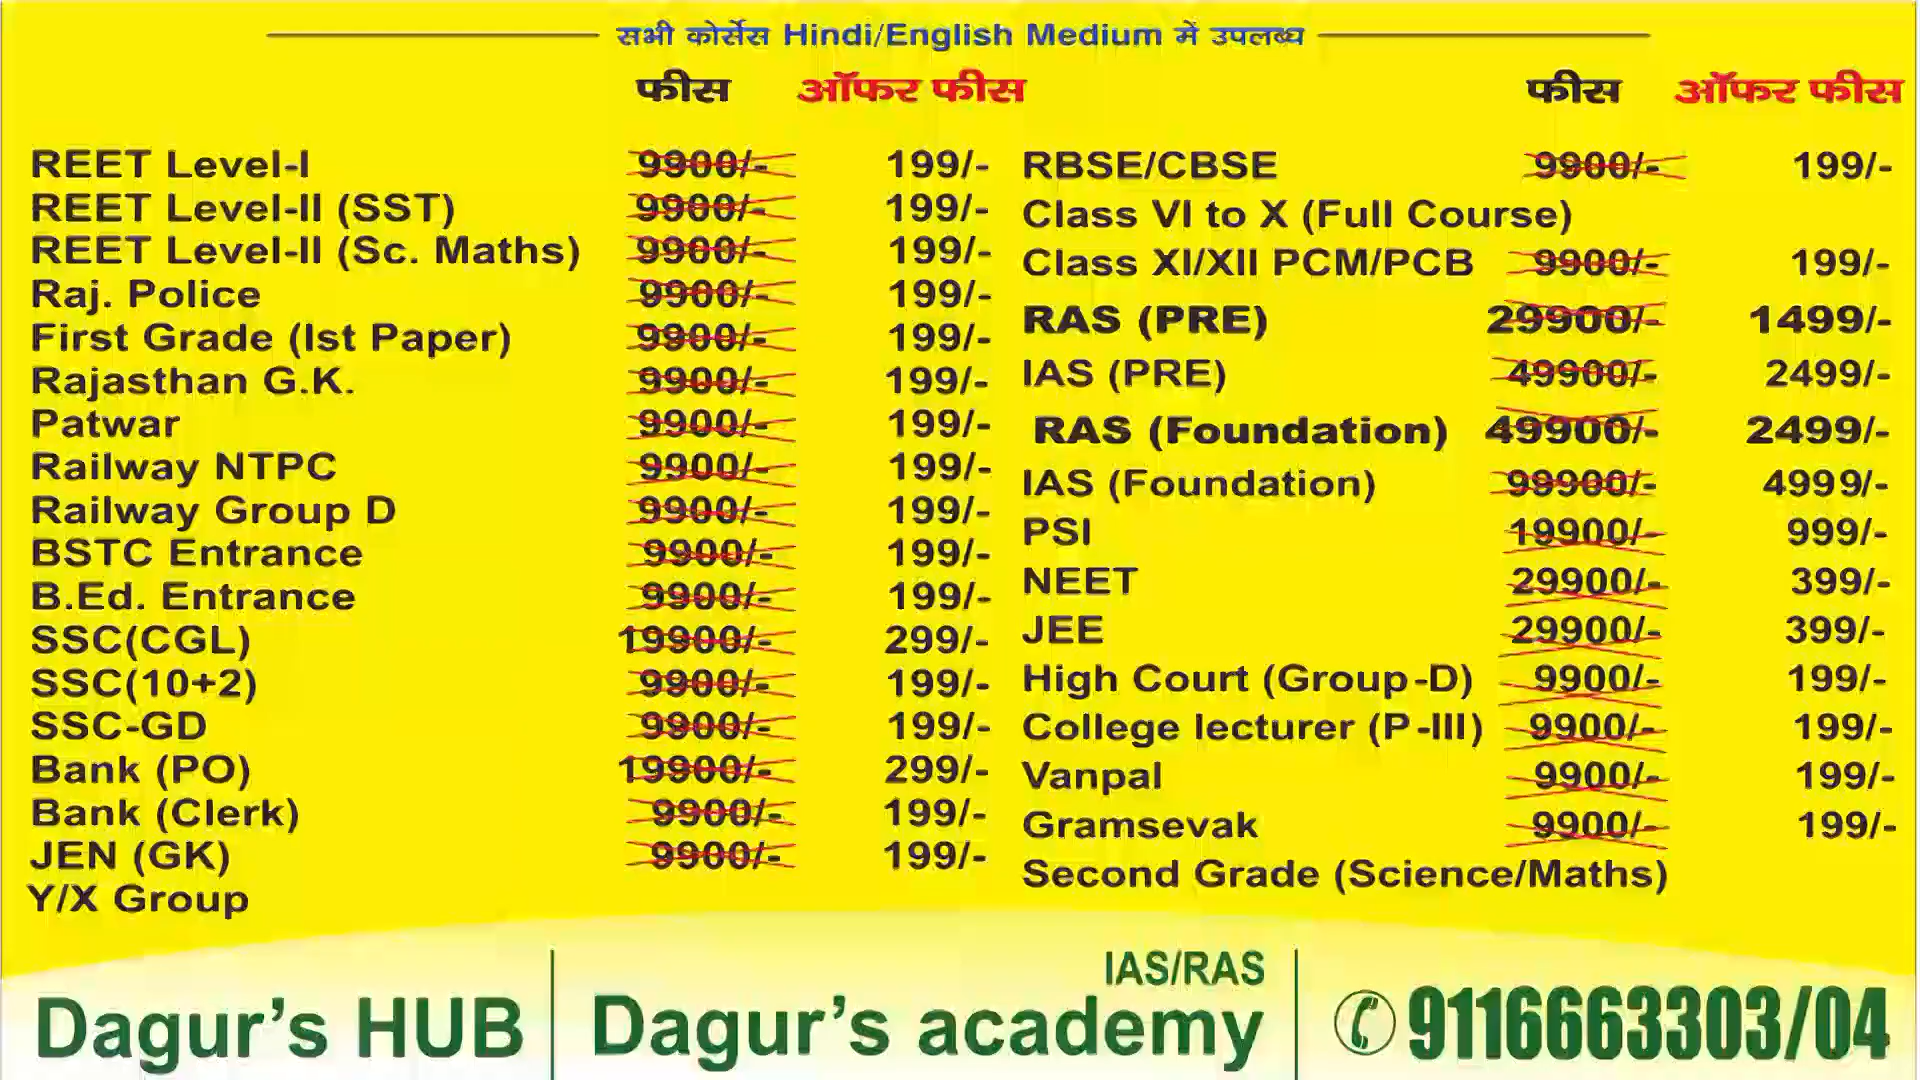 सभी कोर्सेस Hindi/English Medium में उपलब्ध
फीस ऑफर फीस
REET Level-I 9900/- 199/-
REET Level-II (SST) 9900/- 199/-
REET Level-II (Sc. Maths) 9900/- 199/-
Raj. Police 9900/- 199/-
First Grade (Ist Paper) 9900/- 199/-
Rajasthan G.K. 9900/- 199/-
Patwar 9900/- 199/-
Railway NTPC 9900/- 199/-
Railway Group D 9900/- 199/-
BSTC Entrance 9900/- 199/-
B.Ed. Entrance 9900/- 199/-
SSC(CGL) 19900/- 299/-
SSC(10+2) 9900/- 199/-
SSC-GD 9900/- 199/-
Bank (PO) 19900/- 299/-
Bank (Clerk) 9900/- 199/-
JEN (GK) 9900/- 199/-
Y/X Group
फीस ऑफर फीस
RBSE/CBSE 9900/- 199/-
Class VI to X (Full Course)
Class XI/XII PCM/PCB 9900/- 199/-
RAS (PRE) 29900/- 1499/-
IAS (PRE) 49900/- 2499/-
RAS (Foundation) 49900/- 2499/-
IAS (Foundation) 99900/- 4999/-
PSI 19900/- 999/-
NEET 29900/- 399/-
JEE 29900/- 399/-
High Court (Group-D) 9900/- 199/-
College lecturer (P-III) 9900/- 199/-
Vanpal 9900/- 199/-
Gramsevak 9900/- 199/-
Second Grade (Science/Maths)
Dagur's HUB
IAS/RAS
Dagur's academy
9116663303/04